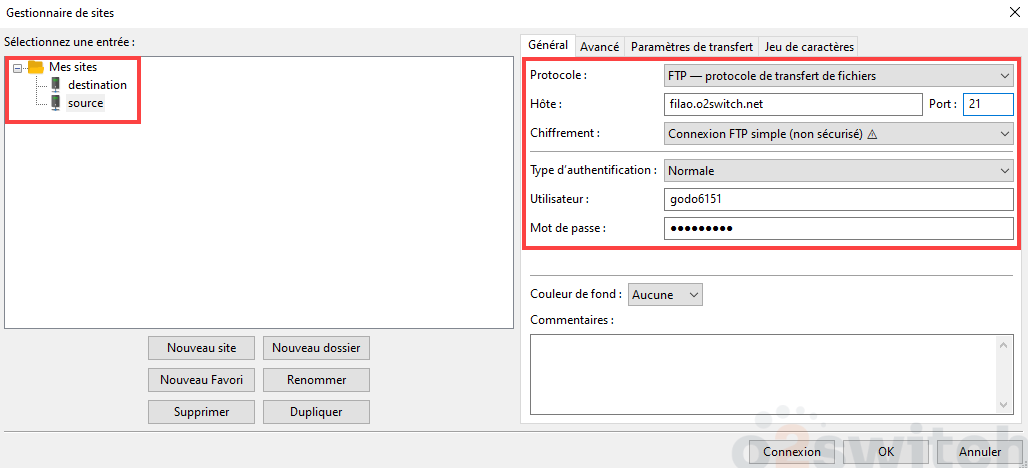 Gestionnaire de sites
Sélectionnez une entrée :
Mes sites
destination
source
Nouveau site
Nouveau dossier
Nouveau Favori
Renommer
Supprimer
Dupliquer
Général
Avancé
Paramètres de transfert
Jeu de caractères
Protocole :
FTP — protocole de transfert de fichiers
Hôte :
filao.o2switch.net
Port :
21
Chiffrement :
Connexion FTP simple (non sécurisé) ⚠
Type d'authentification :
Normale
Utilisateur :
godo6151
Mot de passe :
●●●●●●●●●
Couleur de fond :
Aucune
Commentaires :
o2switch
Connexion
OK
Annuler